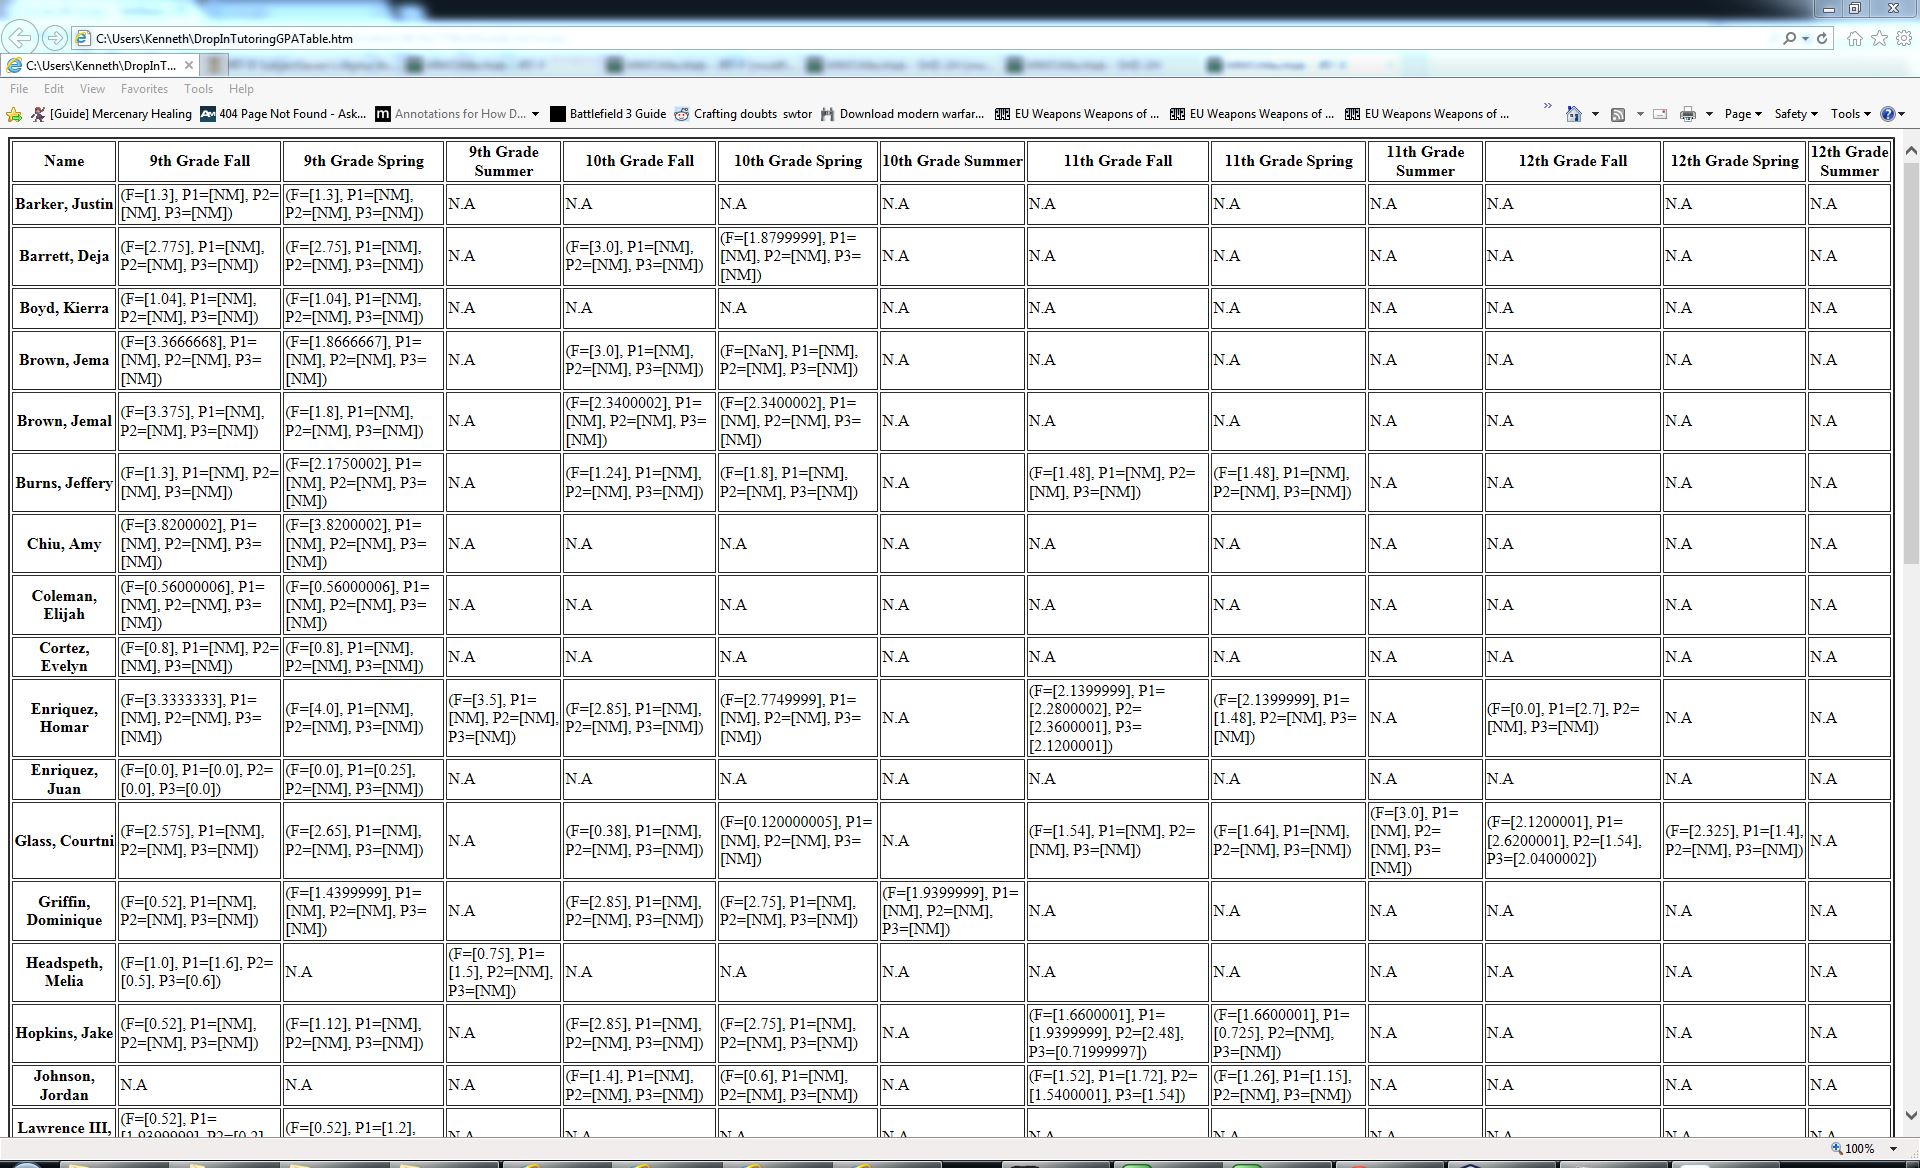 C:\Users\Kenneth\DropInTutoringGPATable.htm
C:\Users\Kenneth\DropInT...
File Edit View Favorites Tools Help
[Guide] Mercenary Healing 404 Page Not Found - Ask... Annotations for How D... Battlefield 3 Guide Crafting doubts swtor Download modern warfar... EU Weapons Weapons of ... EU Weapons Weapons of ... EU Weapons Weapons of ... » Page Safety Tools
Name 9th Grade Fall 9th Grade Spring 9th Grade Summer 10th Grade Fall 10th Grade Spring 10th Grade Summer 11th Grade Fall 11th Grade Spring 11th Grade Summer 12th Grade Fall 12th Grade Spring 12th Grade Summer
Barker, Justin (F=[1.3], P1=[NM], P2=[NM], P3=[NM]) (F=[1.3], P1=[NM], P2=[NM], P3=[NM]) N.A N.A N.A N.A N.A N.A N.A N.A N.A N.A
Barrett, Deja (F=[2.775], P1=[NM], P2=[NM], P3=[NM]) (F=[2.75], P1=[NM], P2=[NM], P3=[NM]) N.A (F=[3.0], P1=[NM], P2=[NM], P3=[NM]) (F=[1.8799999], P1=[NM], P2=[NM], P3=[NM]) N.A N.A N.A N.A N.A N.A N.A
Boyd, Kierra (F=[1.04], P1=[NM], P2=[NM], P3=[NM]) (F=[1.04], P1=[NM], P2=[NM], P3=[NM]) N.A N.A N.A N.A N.A N.A N.A N.A N.A N.A
Brown, Jema (F=[3.3666668], P1=[NM], P2=[NM], P3=[NM]) (F=[1.8666667], P1=[NM], P2=[NM], P3=[NM]) N.A (F=[3.0], P1=[NM], P2=[NM], P3=[NM]) (F=[NaN], P1=[NM], P2=[NM], P3=[NM]) N.A N.A N.A N.A N.A N.A N.A
Brown, Jemal (F=[3.375], P1=[NM], P2=[NM], P3=[NM]) (F=[1.8], P1=[NM], P2=[NM], P3=[NM]) N.A (F=[2.3400002], P1=[NM], P2=[NM], P3=[NM]) (F=[2.3400002], P1=[NM], P2=[NM], P3=[NM]) N.A N.A N.A N.A N.A N.A N.A
Burns, Jeffery (F=[1.3], P1=[NM], P2=[NM], P3=[NM]) (F=[2.1750002], P1=[NM], P2=[NM], P3=[NM]) N.A (F=[1.24], P1=[NM], P2=[NM], P3=[NM]) (F=[1.8], P1=[NM], P2=[NM], P3=[NM]) N.A (F=[1.48], P1=[NM], P2=[NM], P3=[NM]) (F=[1.48], P1=[NM], P2=[NM], P3=[NM]) N.A N.A N.A N.A
Chiu, Amy (F=[3.8200002], P1=[NM], P2=[NM], P3=[NM]) (F=[3.8200002], P1=[NM], P2=[NM], P3=[NM]) N.A N.A N.A N.A N.A N.A N.A N.A N.A N.A
Coleman, Elijah (F=[0.56000006], P1=[NM], P2=[NM], P3=[NM]) (F=[0.56000006], P1=[NM], P2=[NM], P3=[NM]) N.A N.A N.A N.A N.A N.A N.A N.A N.A N.A
Cortez, Evelyn (F=[0.8], P1=[NM], P2=[NM], P3=[NM]) (F=[0.8], P1=[NM], P2=[NM], P3=[NM]) N.A N.A N.A N.A N.A N.A N.A N.A N.A N.A
Enriquez, Homar (F=[3.3333333], P1=[NM], P2=[NM], P3=[NM]) (F=[4.0], P1=[NM], P2=[NM], P3=[NM]) (F=[3.5], P1=[NM], P2=[NM], P3=[NM]) (F=[2.85], P1=[NM], P2=[NM], P3=[NM]) (F=[2.7749999], P1=[NM], P2=[NM], P3=[NM]) N.A (F=[2.1399999], P1=[2.2800002], P2=[2.3600001], P3=[2.1200001]) (F=[2.1399999], P1=[1.48], P2=[NM], P3=[NM]) N.A (F=[0.0], P1=[2.7], P2=[NM], P3=[NM]) N.A N.A
Enriquez, Juan (F=[0.0], P1=[0.0], P2=[0.0], P3=[0.0]) (F=[0.0], P1=[0.25], P2=[NM], P3=[NM]) N.A N.A N.A N.A N.A N.A N.A N.A N.A N.A
Glass, Courtni (F=[2.575], P1=[NM], P2=[NM], P3=[NM]) (F=[2.65], P1=[NM], P2=[NM], P3=[NM]) N.A (F=[0.38], P1=[NM], P2=[NM], P3=[NM]) (F=[0.120000005], P1=[NM], P2=[NM], P3=[NM]) N.A (F=[1.54], P1=[NM], P2=[NM], P3=[NM]) (F=[1.64], P1=[NM], P2=[NM], P3=[NM]) (F=[3.0], P1=[NM], P2=[NM], P3=[NM]) (F=[2.1200001], P1=[2.6200001], P2=[1.54], P3=[2.0400002]) (F=[2.325], P1=[1.4], P2=[NM], P3=[NM]) N.A
Griffin, Dominique (F=[0.52], P1=[NM], P2=[NM], P3=[NM]) (F=[1.4399999], P1=[NM], P2=[NM], P3=[NM]) N.A (F=[2.85], P1=[NM], P2=[NM], P3=[NM]) (F=[2.75], P1=[NM], P2=[NM], P3=[NM]) (F=[1.9399999], P1=[NM], P2=[NM], P3=[NM]) N.A N.A N.A N.A N.A N.A
Headspeth, Melia (F=[1.0], P1=[1.6], P2=[0.5], P3=[0.6]) N.A (F=[0.75], P1=[1.5], P2=[NM], P3=[NM]) N.A N.A N.A N.A N.A N.A N.A N.A N.A
Hopkins, Jake (F=[0.52], P1=[NM], P2=[NM], P3=[NM]) (F=[1.12], P1=[NM], P2=[NM], P3=[NM]) N.A (F=[2.85], P1=[NM], P2=[NM], P3=[NM]) (F=[2.75], P1=[NM], P2=[NM], P3=[NM]) N.A (F=[1.6600001], P1=[1.9399999], P2=[2.48], P3=[0.71999997]) (F=[1.6600001], P1=[0.725], P2=[NM], P3=[NM]) N.A N.A N.A N.A
Johnson, Jordan N.A N.A N.A (F=[1.4], P1=[NM], P2=[NM], P3=[NM]) (F=[0.6], P1=[NM], P2=[NM], P3=[NM]) N.A (F=[1.52], P1=[1.72], P2=[1.5400001], P3=[1.54]) (F=[1.26], P1=[1.15], P2=[NM], P3=[NM]) N.A N.A N.A N.A
Lawrence III, (F=[0.52], P1= (F=[0.52], P1=[1.2],
100%